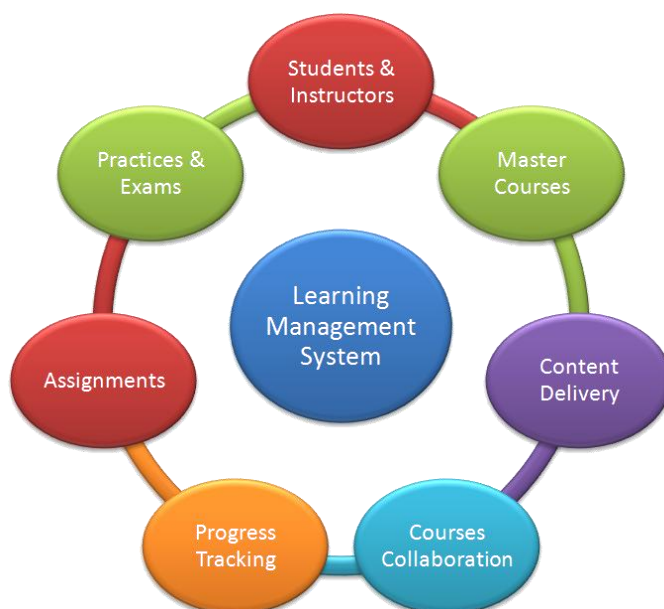 Students &
Instructors
Master
Courses
Content
Delivery
Courses
Collaboration
Progress
Tracking
Assignments
Practices &
Exams
Learning
Management
System